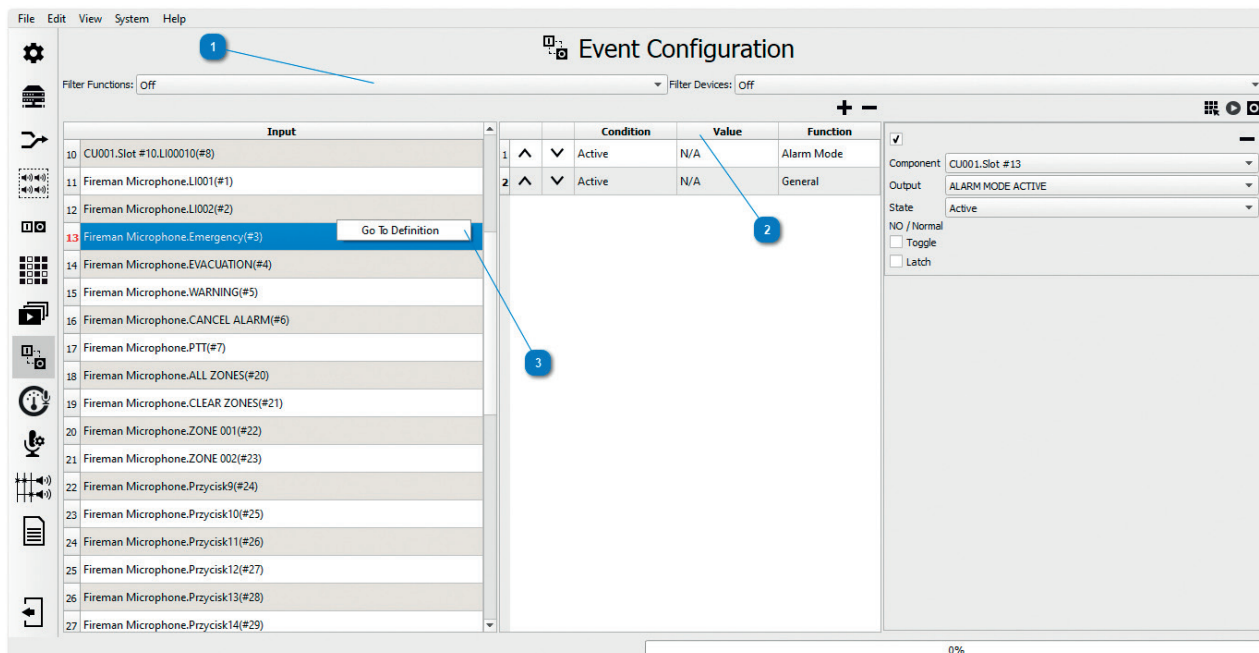 File Edit View System Help
1
Event Configuration
Filter Functions: Off
Filter Devices: Off
Input
Condition Value Function
10 CU001.Slot #10.LI00010(#8)
11 Fireman Microphone.LI001(#1)
12 Fireman Microphone.LI002(#2)
13 Fireman Microphone.Emergency(#3)
Go To Definition
14 Fireman Microphone.EVACUATION(#4)
15 Fireman Microphone.WARNING(#5)
16 Fireman Microphone.CANCEL ALARM(#6)
17 Fireman Microphone.PTT(#7)
18 Fireman Microphone.ALL ZONES(#20)
19 Fireman Microphone.CLEAR ZONES(#21)
20 Fireman Microphone.ZONE 001(#22)
21 Fireman Microphone.ZONE 002(#23)
22 Fireman Microphone.Przycisk9(#24)
23 Fireman Microphone.Przycisk10(#25)
24 Fireman Microphone.Przycisk11(#26)
25 Fireman Microphone.Przycisk12(#27)
26 Fireman Microphone.Przycisk13(#28)
27 Fireman Microphone.Przycisk14(#29)
1 Active N/A Alarm Mode
2 Active N/A General
2
3
Component CU001.Slot #13
Output ALARM MODE ACTIVE
State Active
NO / Normal
Toggle
Latch
0%